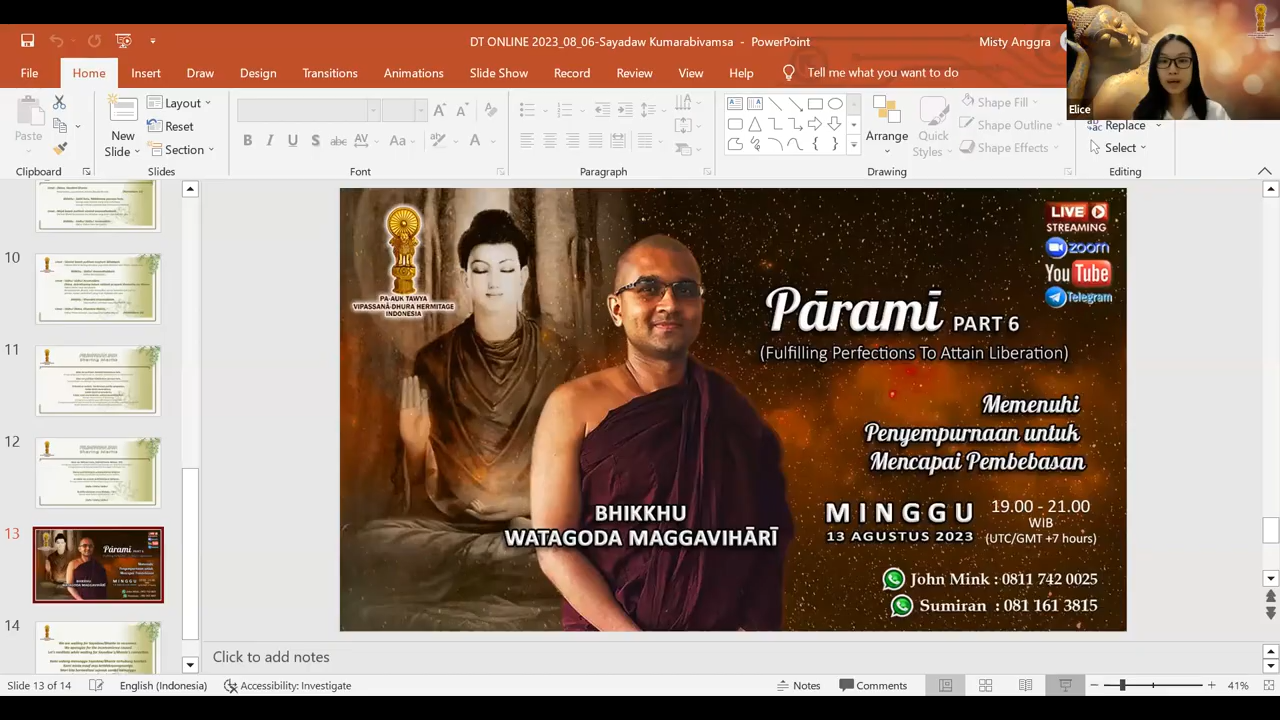 DT ONLINE 2023_08_06-Sayadaw Kumarabivamsa - PowerPoint
Misty Anggra
File Home Insert Draw Design Transitions Animations Slide Show Record Review View Help Tell me what you want to do
Elice
Paste
Clipboard
New
Slide
Layout
Reset
Section
Slides
B I U S abc AV Aa A
Font
Paragraph
Arrange
Quick
Styles
Shape Fill
Shape Outline
Shape Effects
Drawing
Replace
Select
Editing
10
11
12
13
14
PA-AUK TAWYA
VIPASSANĀ-DHURA HERMITAGE
INDONESIA
LIVE
STREAMING
zoom
YouTube
Telegram
Pāramī PART 6
(Fulfilling Perfections To Attain Liberation)
Memenuhi
Penyempurnaan untuk
Mencapai Pembebasan
BHIKKHU
WATAGODA MAGGAVIHĀRĪ
MINGGU
13 AGUSTUS 2023
19.00 - 21.00
WIB
(UTC/GMT +7 hours)
John Mink : 0811 742 0025
Sumiran : 081 161 3815
Click to add notes
Slide 13 of 14
English (Indonesia)
Accessibility: Investigate
Notes
Comments
41%